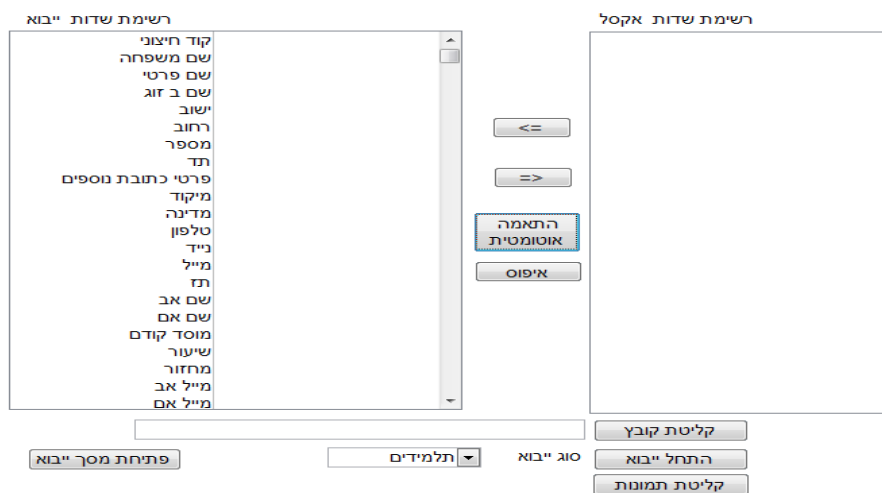 רשימת שדות אקסל
רשימת שדות ייבוא
קוד חיצוני
שם משפחה
שם פרטי
שם ב זוג
ישוב
רחוב
מספר
תד
פרטי כתובת נוספים
מיקוד
מדינה
טלפון
נייד
מייל
תז
שם אב
שם אם
מוסד קודם
שיעור
מחזור
מייל אב
מייל אם
<=
=>
התאמה
אוטומטית
איפוס
קליטת קובץ
התחל ייבוא
סוג ייבוא
תלמידים
פתיחת מסך ייבוא
קליטת תמונות